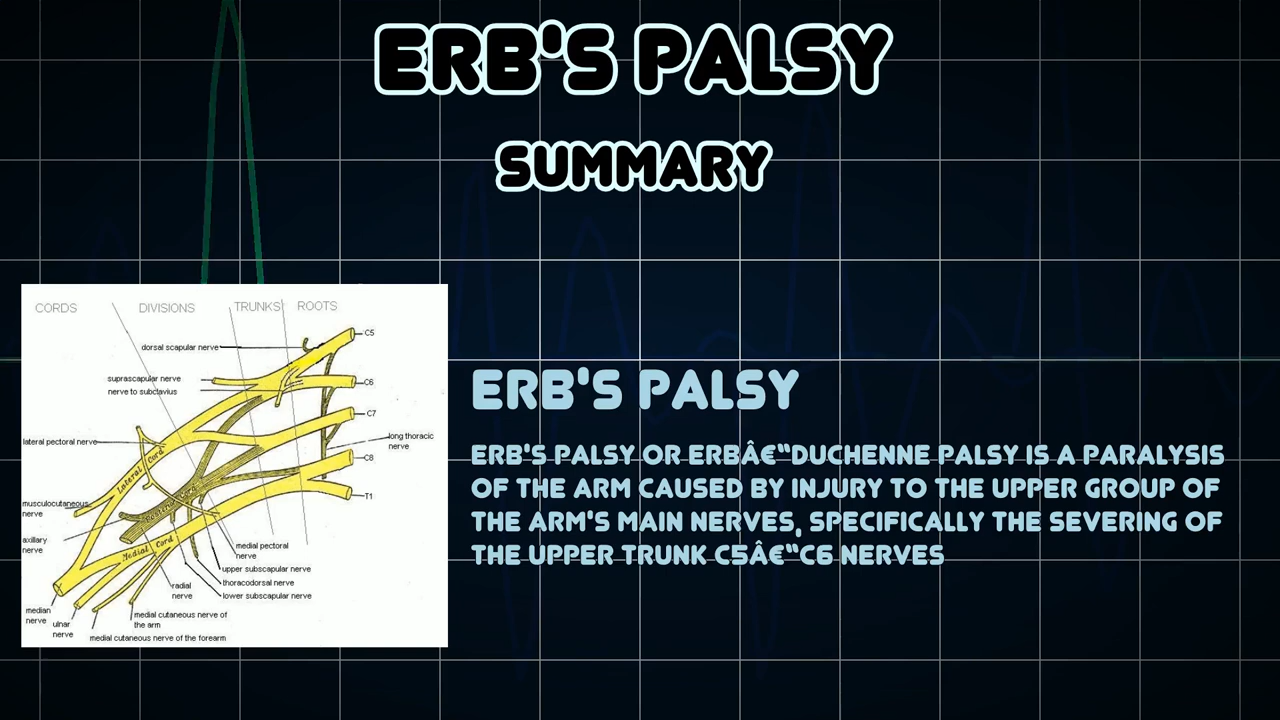 ERB'S PALSY
SUMMARY
CORDS DIVISIONS TRUNKS ROOTS
C5
dorsal scapular nerve
suprascapular nerve
C6
nerve to subclavius
C7
lateral pectoral nerve
long thoracic
nerve
C8
Lateral Cord
T1
musculocutaneous
nerve
Posterior Cord
axillary
nerve
Medial Cord
medial pectoral
nerve
upper subscapular nerve
thoracodorsal nerve
radial
nerve
lower subscapular nerve
median
nerve
ulnar
nerve
medial cutaneous nerve of
the arm
medial cutaneous nerve of the forearm
ERB'S PALSY
ERB'S PALSY OR ERBÂ€“DUCHENNE PALSY IS A PARALYSIS
OF THE ARM CAUSED BY INJURY TO THE UPPER GROUP OF
THE ARM'S MAIN NERVES, SPECIFICALLY THE SEVERING OF
THE UPPER TRUNK C5Â€“C6 NERVES